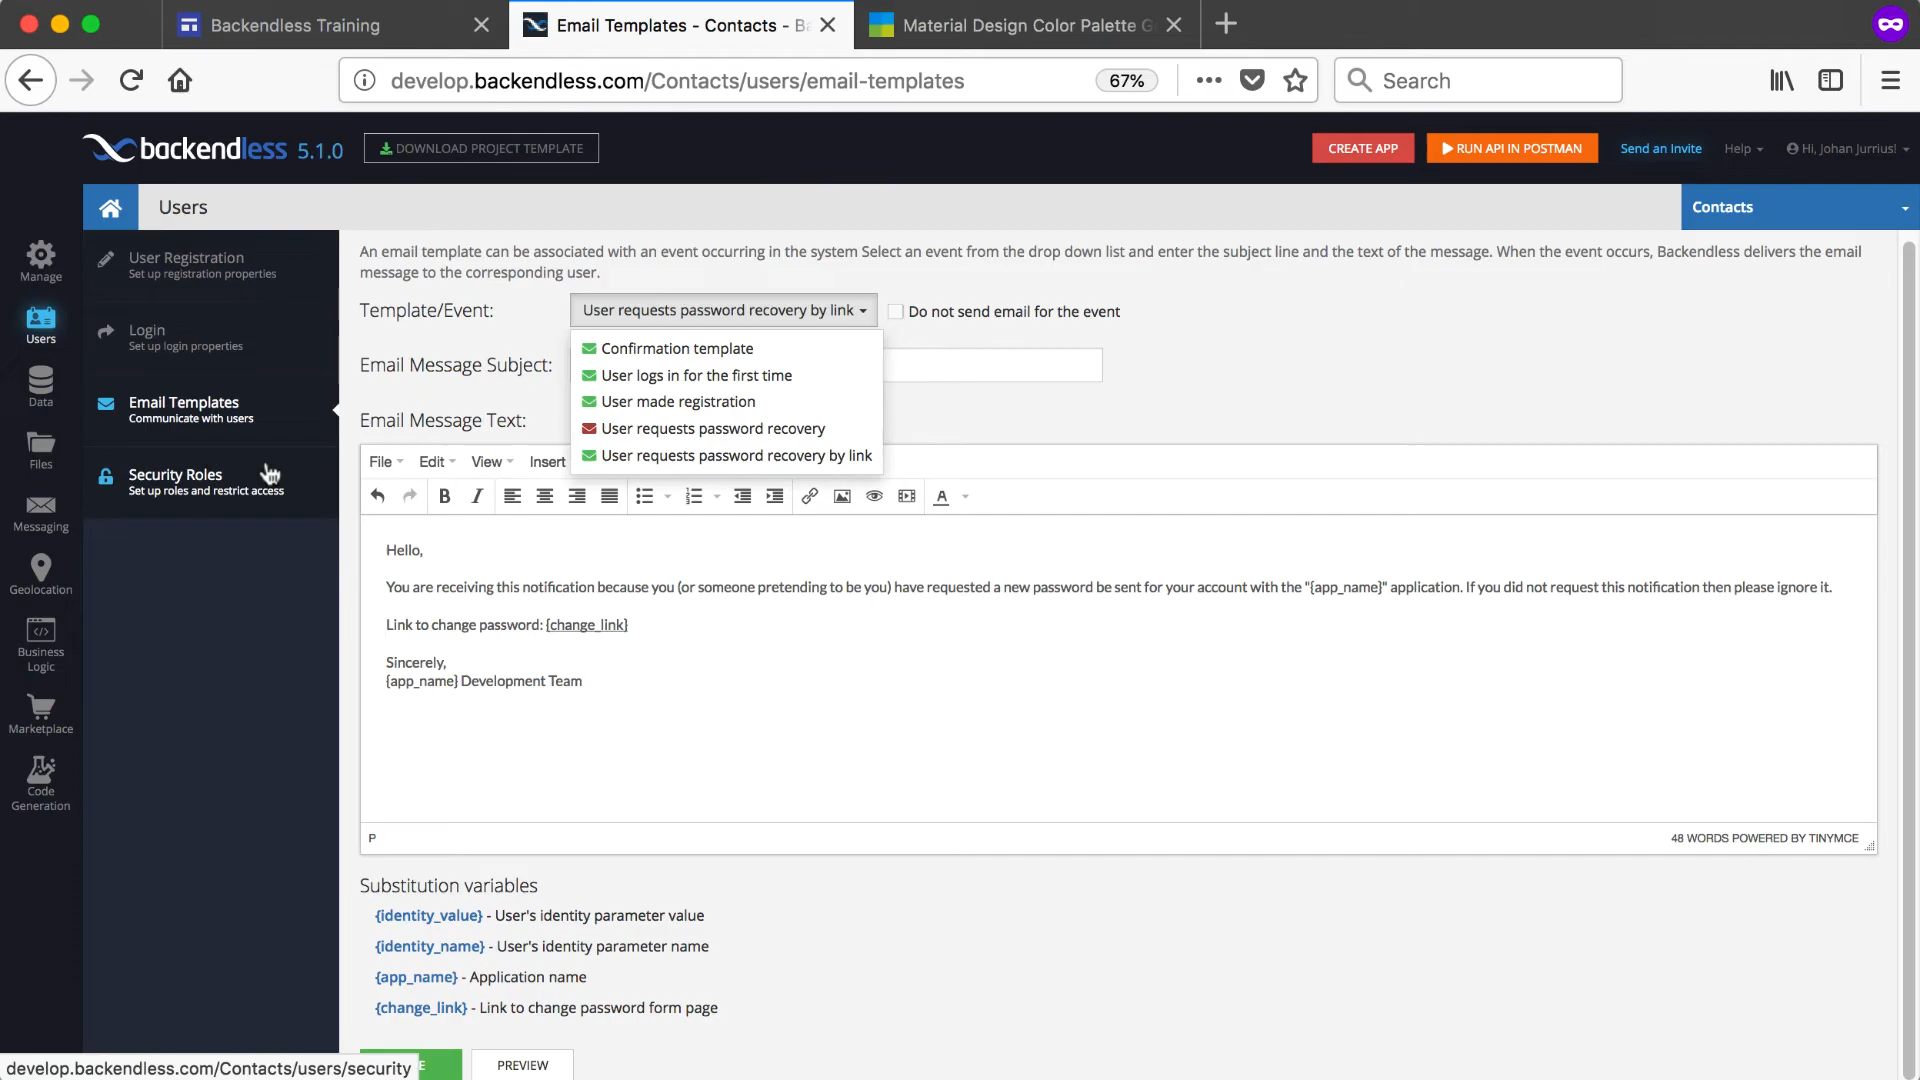 Backendless Training
Email Templates - Contacts - B
Material Design Color Palette G
develop.backendless.com/Contacts/users/email-templates
67%
Search
backendless 5.1.0
DOWNLOAD PROJECT TEMPLATE
CREATE APP
RUN API IN POSTMAN
Send an Invite
Help
Hi, Johan Jurrius!
Users
Contacts
Manage
Users
Data
Files
Messaging
Geolocation
Business
Logic
Marketplace
Code
Generation
User Registration
Set up registration properties
Login
Set up login properties
Email Templates
Communicate with users
Security Roles
Set up roles and restrict access
An email template can be associated with an event occurring in the system Select an event from the drop down list and enter the subject line and the text of the message. When the event occurs, Backendless delivers the email
message to the corresponding user.
Template/Event:
User requests password recovery by link
Do not send email for the event
Confirmation template
User logs in for the first time
User made registration
User requests password recovery
User requests password recovery by link
Email Message Subject:
Email Message Text:
File
Edit
View
Insert
B I
A
Hello,
You are receiving this notification because you (or someone pretending to be you) have requested a new password be sent for your account with the "{app_name}" application. If you did not request this notification then please ignore it.
Link to change password: {change_link}
Sincerely,
{app_name} Development Team
P
48 WORDS POWERED BY TINYMCE
Substitution variables
{identity_value} - User's identity parameter value
{identity_name} - User's identity parameter name
{app_name} - Application name
{change_link} - Link to change password form page
E
PREVIEW
develop.backendless.com/Contacts/users/security